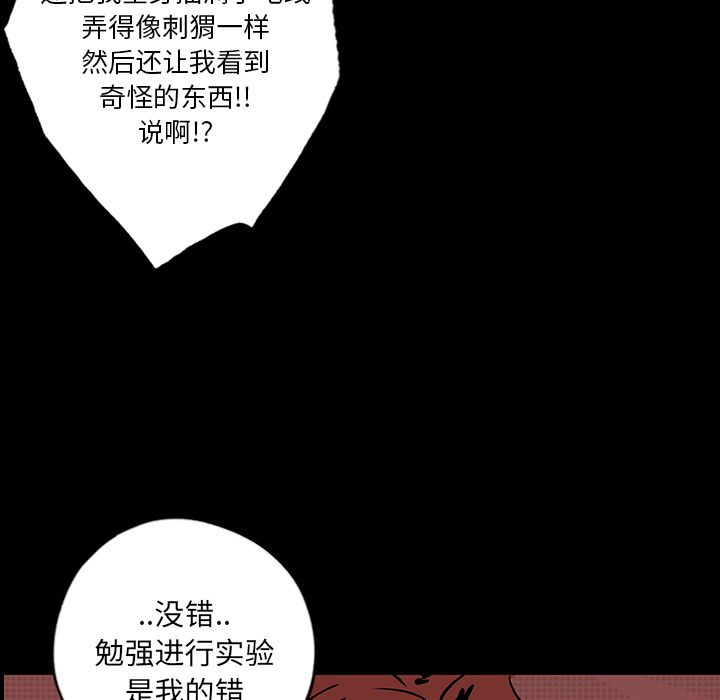 弄得像刺猬一样
然后还让我看到
奇怪的东西!!
说啊!?
..没错..
勉强进行实验
是我的错